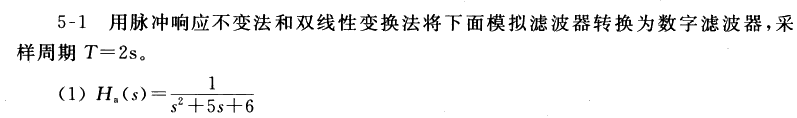 5-1 用脉冲响应不变法和双线性变换法将下面模拟滤波器转换为数字滤波器,采
样周期 T=2s。
(1) Hₐ(s)=1/(s²+5s+6)